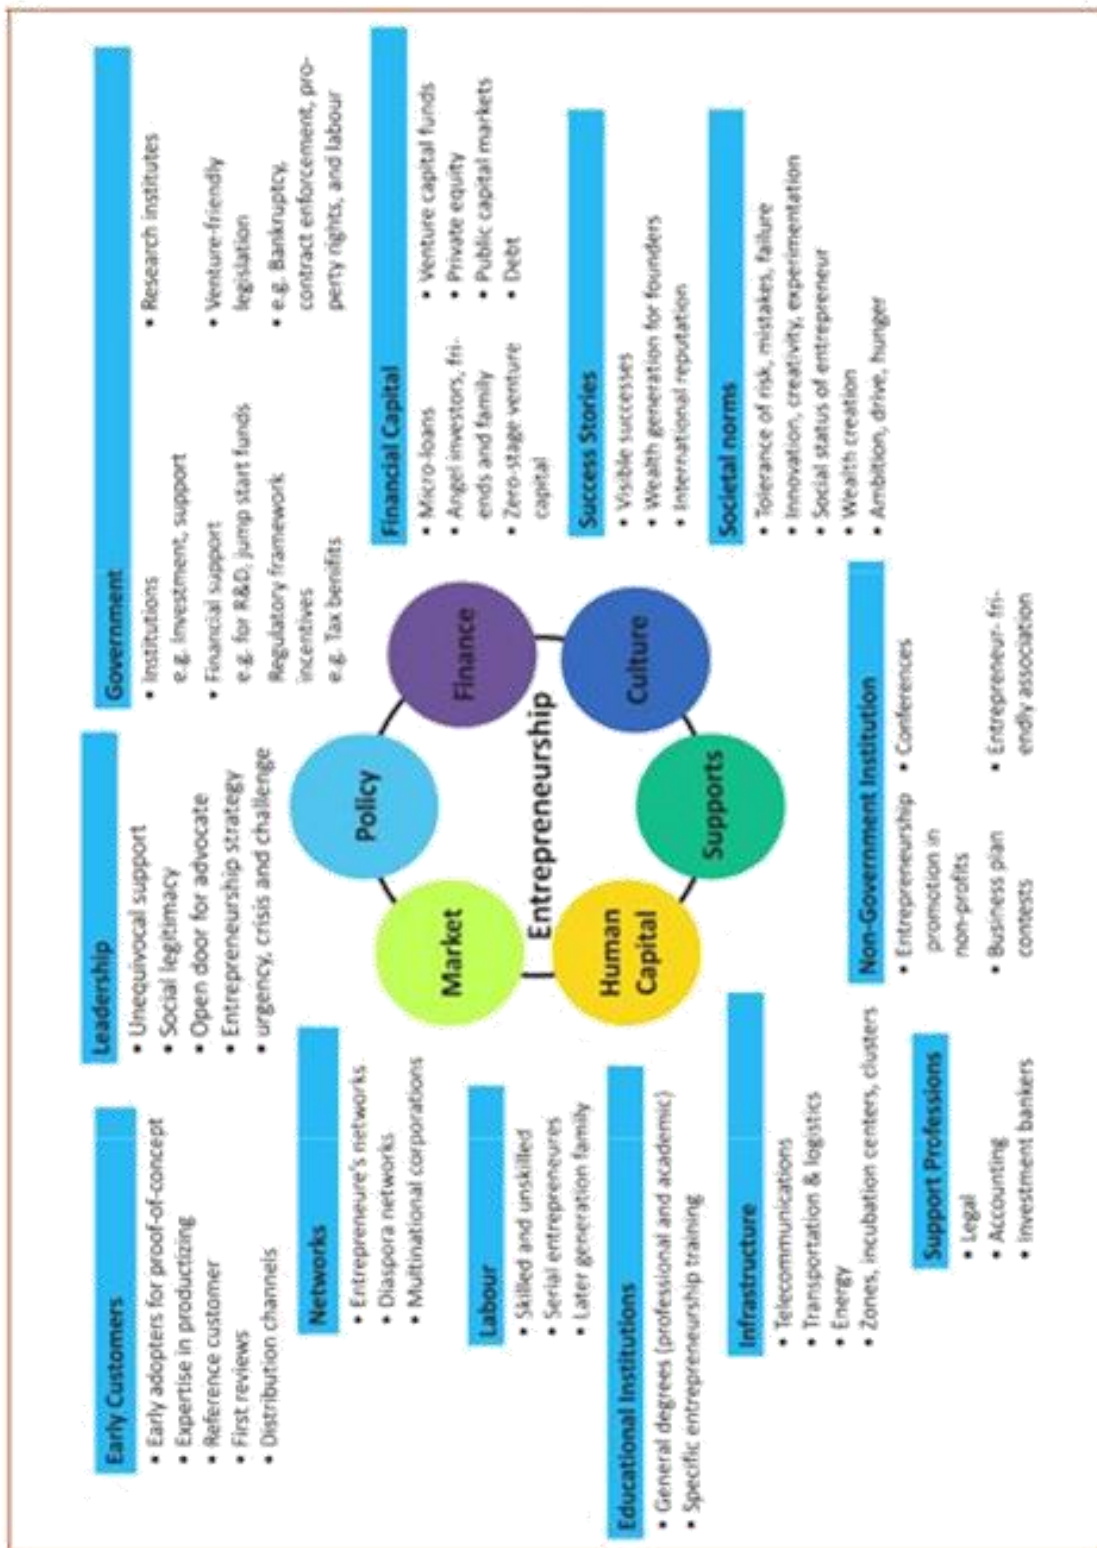 Early Customers
• Early adopters for proof-of-concept
• Expertise in productizing
• Reference customer
• First reviews
• Distribution channels
Leadership
• Unequivocal support
• Social legitimacy
• Open door for advocate
• Entrepreneurship strategy
• urgency, crisis and challenge
Government
• Institutions
e.g. Investment, support
• Financial support
e.g. for R&D, jump start funds
Regulatory framework
incentives
e.g. Tax benifits
• Research institutes
• Venture-friendly
legislation
• e.g. Bankruptcy,
contract enforcement, pro-
perty rights, and labour
Networks
• Entrepreneure's networks
• Diaspora networks
• Multinational corporations
Labour
• Skilled and unskilled
• Serial entrepreneures
• Later generation family
Educational Institutions
• General degrees (professional and academic)
• Specific entrepreneurship training
Policy
Market
Finance
Entrepreneurship
Human
Capital
Culture
Supports
Financial Capital
• Micro-loans
• Angel investors, fri-
ends and family
• Zero-stage venture
capital
• Venture capital funds
• Private equity
• Public capital markets
• Debt
Success Stories
• Visible successes
• Wealth generation for founders
• International reputation
Societal norms
• Tolerance of risk, mistakes, failure
• Innovation, creativity, experimentation
• Social status of entrepreneur
• Wealth creation
• Ambition, drive, hunger
Infrastructure
• Telecommunications
• Transportation & logistics
• Energy
• Zones, incubation centers, clusters
Support Professions
• Legal
• Accounting
• Investment bankers
Non-Government Institution
• Entrepreneurship
promotion in
non-profits
• Business plan
contests
• Conferences
• Entrepreneur- fri-
endly association